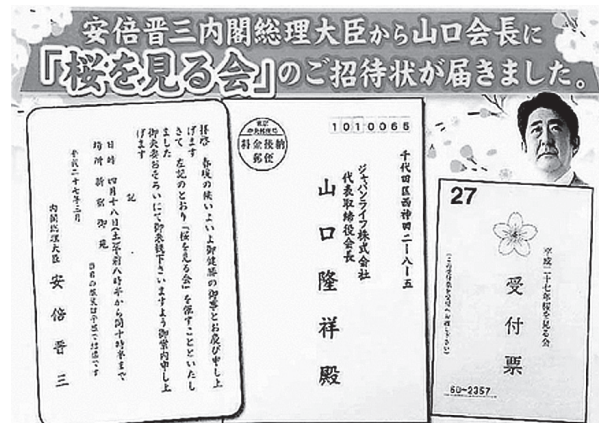 安倍晋三内閣総理大臣から山口会長に
「桜を見る会」のご招待状が届きました。
拝啓 春暖の候いよいよ御健勝の御事とお慶び申し上
げます
さて 左記のとおり「桜を見る会」を催すことといたし
ました
御夫妻おそろいにて御来観下さいますよう御案内申し上
げます
記
日時 四月十八日(土)午前八時半から同十時半まで
場所 新宿御苑
平成二十七年三月
内閣総理大臣 安倍晋三
料金後納
郵便
1010065
千代田区西神田二ー八ー五
ジャパンライフ株式会社
代表取締役会長
山口隆祥殿
27
平成二十七年桜を見る会
受付票
60-2357